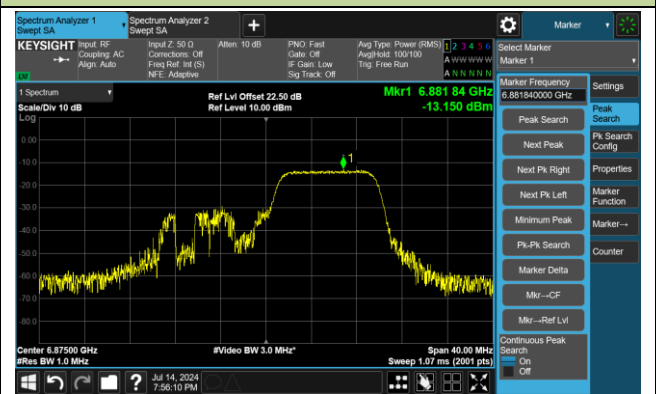 Spectrum Analyzer 1
Swept SA
Spectrum Analyzer 2
Swept SA
+
Marker
KEYSIGHT
Input: RF
Coupling: AC
Align: Auto
Input Z: 50 Ω
Corrections: Off
Freq Ref: Int (S)
NFE: Adaptive
Atten: 10 dB
PNO: Fast
Gate: Off
IF Gain: Low
Sig Track: Off
Avg Type: Power (RMS)
Avg|Hold: 100/100
Trig: Free Run
1 2 3 4 5 6
A W W W W W
A N N N N N
LXI
Select Marker
Marker 1
1 Spectrum
Scale/Div 10 dB
Log
Ref Lvl Offset 22.50 dB
Ref Level 10.00 dBm
Mkr1 6.881 84 GHz
-13.150 dBm
0.00
-10.0
-20.0
-30.0
-40.0
-50.0
-60.0
-70.0
-80.0
1
Center 6.87500 GHz
#Res BW 1.0 MHz
#Video BW 3.0 MHz*
Span 40.00 MHz
Sweep 1.07 ms (2001 pts)
Marker Frequency
6.881840000 GHz
Peak Search
Next Peak
Next Pk Right
Next Pk Left
Minimum Peak
Pk-Pk Search
Marker Delta
Mkr→CF
Mkr→Ref Lvl
Continuous Peak
Search
On
Off
Settings
Peak
Search
Pk Search
Config
Properties
Marker
Function
Marker→
Counter
?
Jul 14, 2024
7:56:10 PM